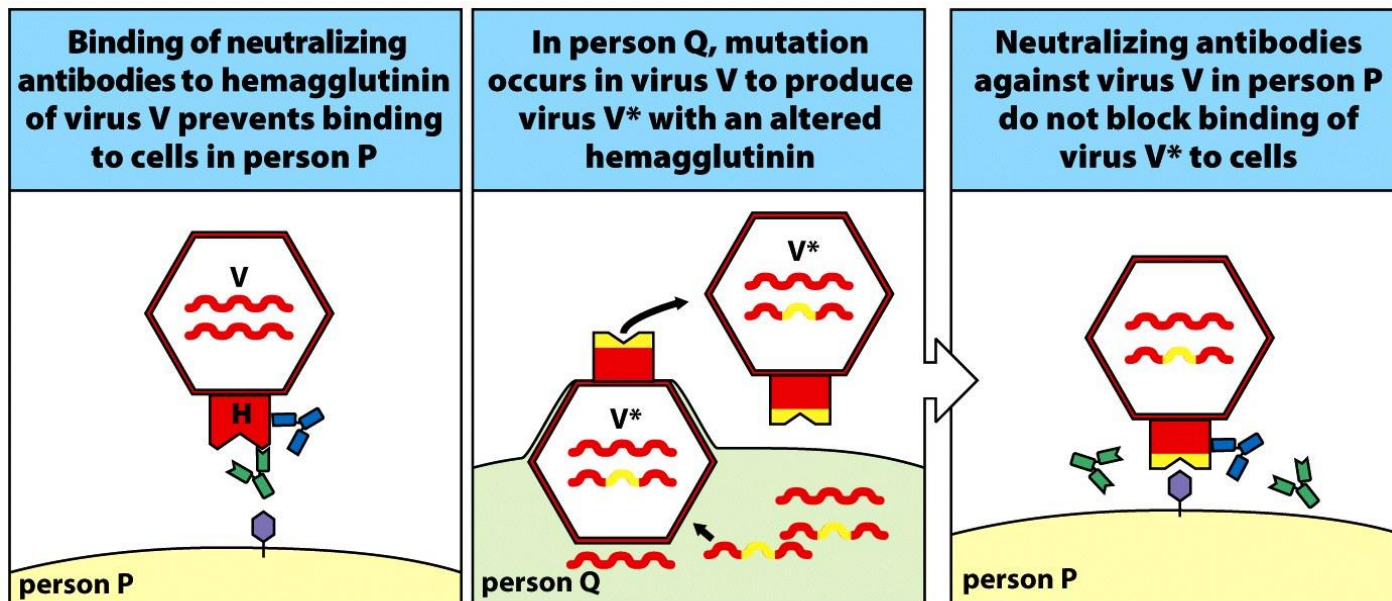 Binding of neutralizing
antibodies to hemagglutinin
of virus V prevents binding
to cells in person P
V
H
person P
In person Q, mutation
occurs in virus V to produce
virus V* with an altered
hemagglutinin
V*
V*
person Q
Neutralizing antibodies
against virus V in person P
do not block binding of
virus V* to cells
person P